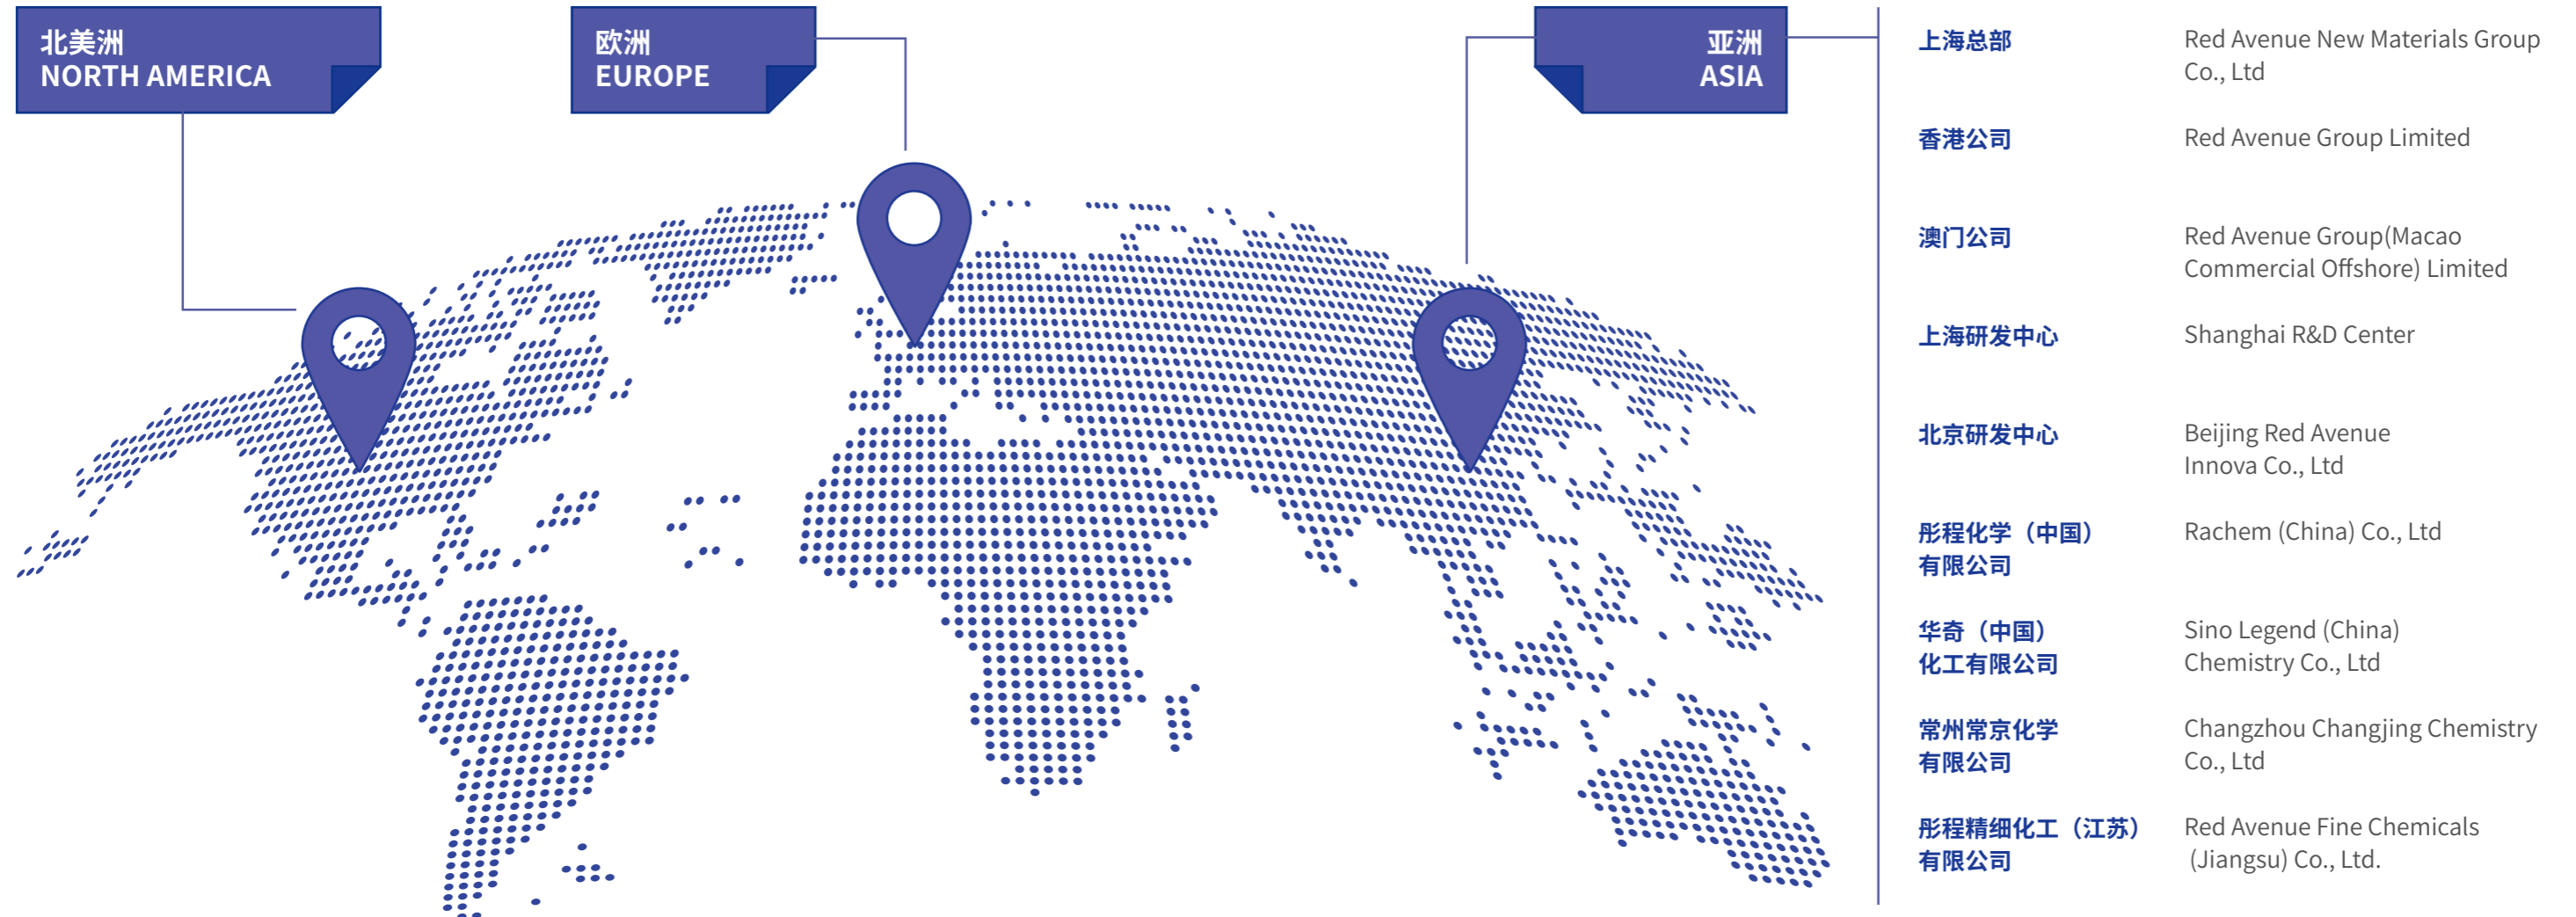 北美洲
NORTH AMERICA
欧洲
EUROPE
亚洲
ASIA
上海总部
Red Avenue New Materials Group
Co., Ltd
香港公司
Red Avenue Group Limited
澳门公司
Red Avenue Group(Macao
Commercial Offshore) Limited
上海研发中心
Shanghai R&D Center
北京研发中心
Beijing Red Avenue
Innova Co., Ltd
彤程化学（中国）
有限公司
Rachem (China) Co., Ltd
华奇（中国）
化工有限公司
Sino Legend (China)
Chemistry Co., Ltd
常州常京化学
有限公司
Changzhou Changjing Chemistry
Co., Ltd
彤程精细化工（江苏）
有限公司
Red Avenue Fine Chemicals
(Jiangsu) Co., Ltd.